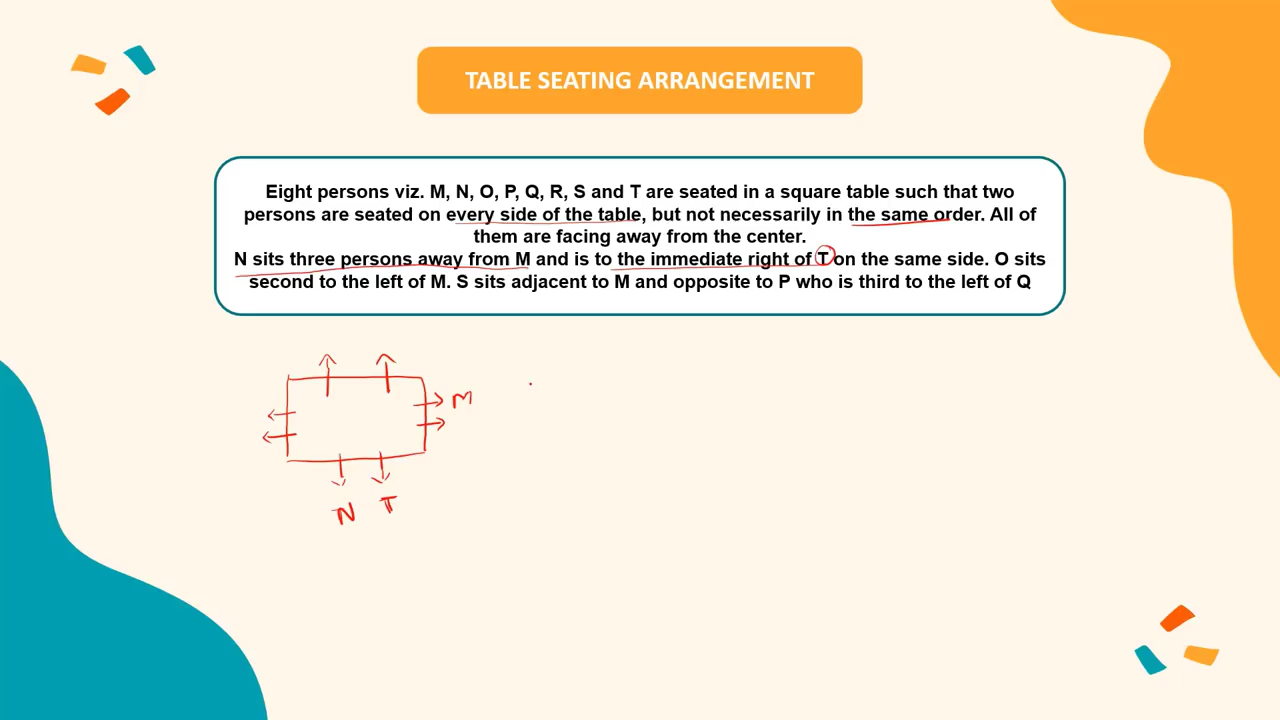 TABLE SEATING ARRANGEMENT
Eight persons viz. M, N, O, P, Q, R, S and T are seated in a square table such that two
persons are seated on every side of the table, but not necessarily in the same order. All of
them are facing away from the center.
N sits three persons away from M and is to the immediate right of T on the same side. O sits
second to the left of M. S sits adjacent to M and opposite to P who is third to the left of Q
M
N T